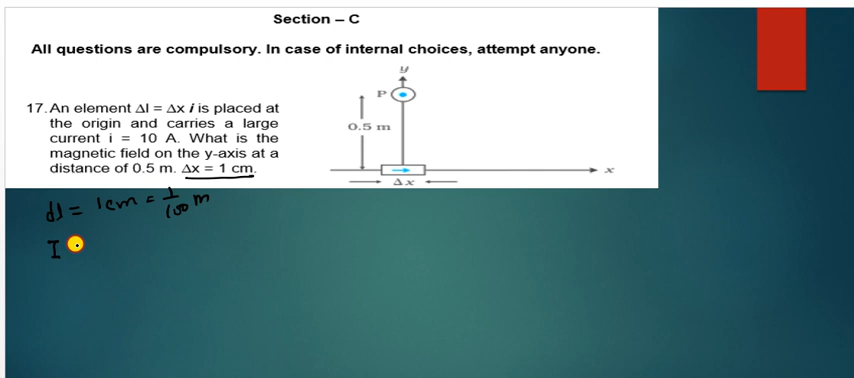 Section – C
All questions are compulsory. In case of internal choices, attempt anyone.
17. An element Δl = Δx i is placed at
the origin and carries a large
current i = 10 A. What is the
magnetic field on the y-axis at a
distance of 0.5 m. Δx = 1 cm.
y
P
0.5 m
x
Δx
dl = 1cm = 1/100 m
I